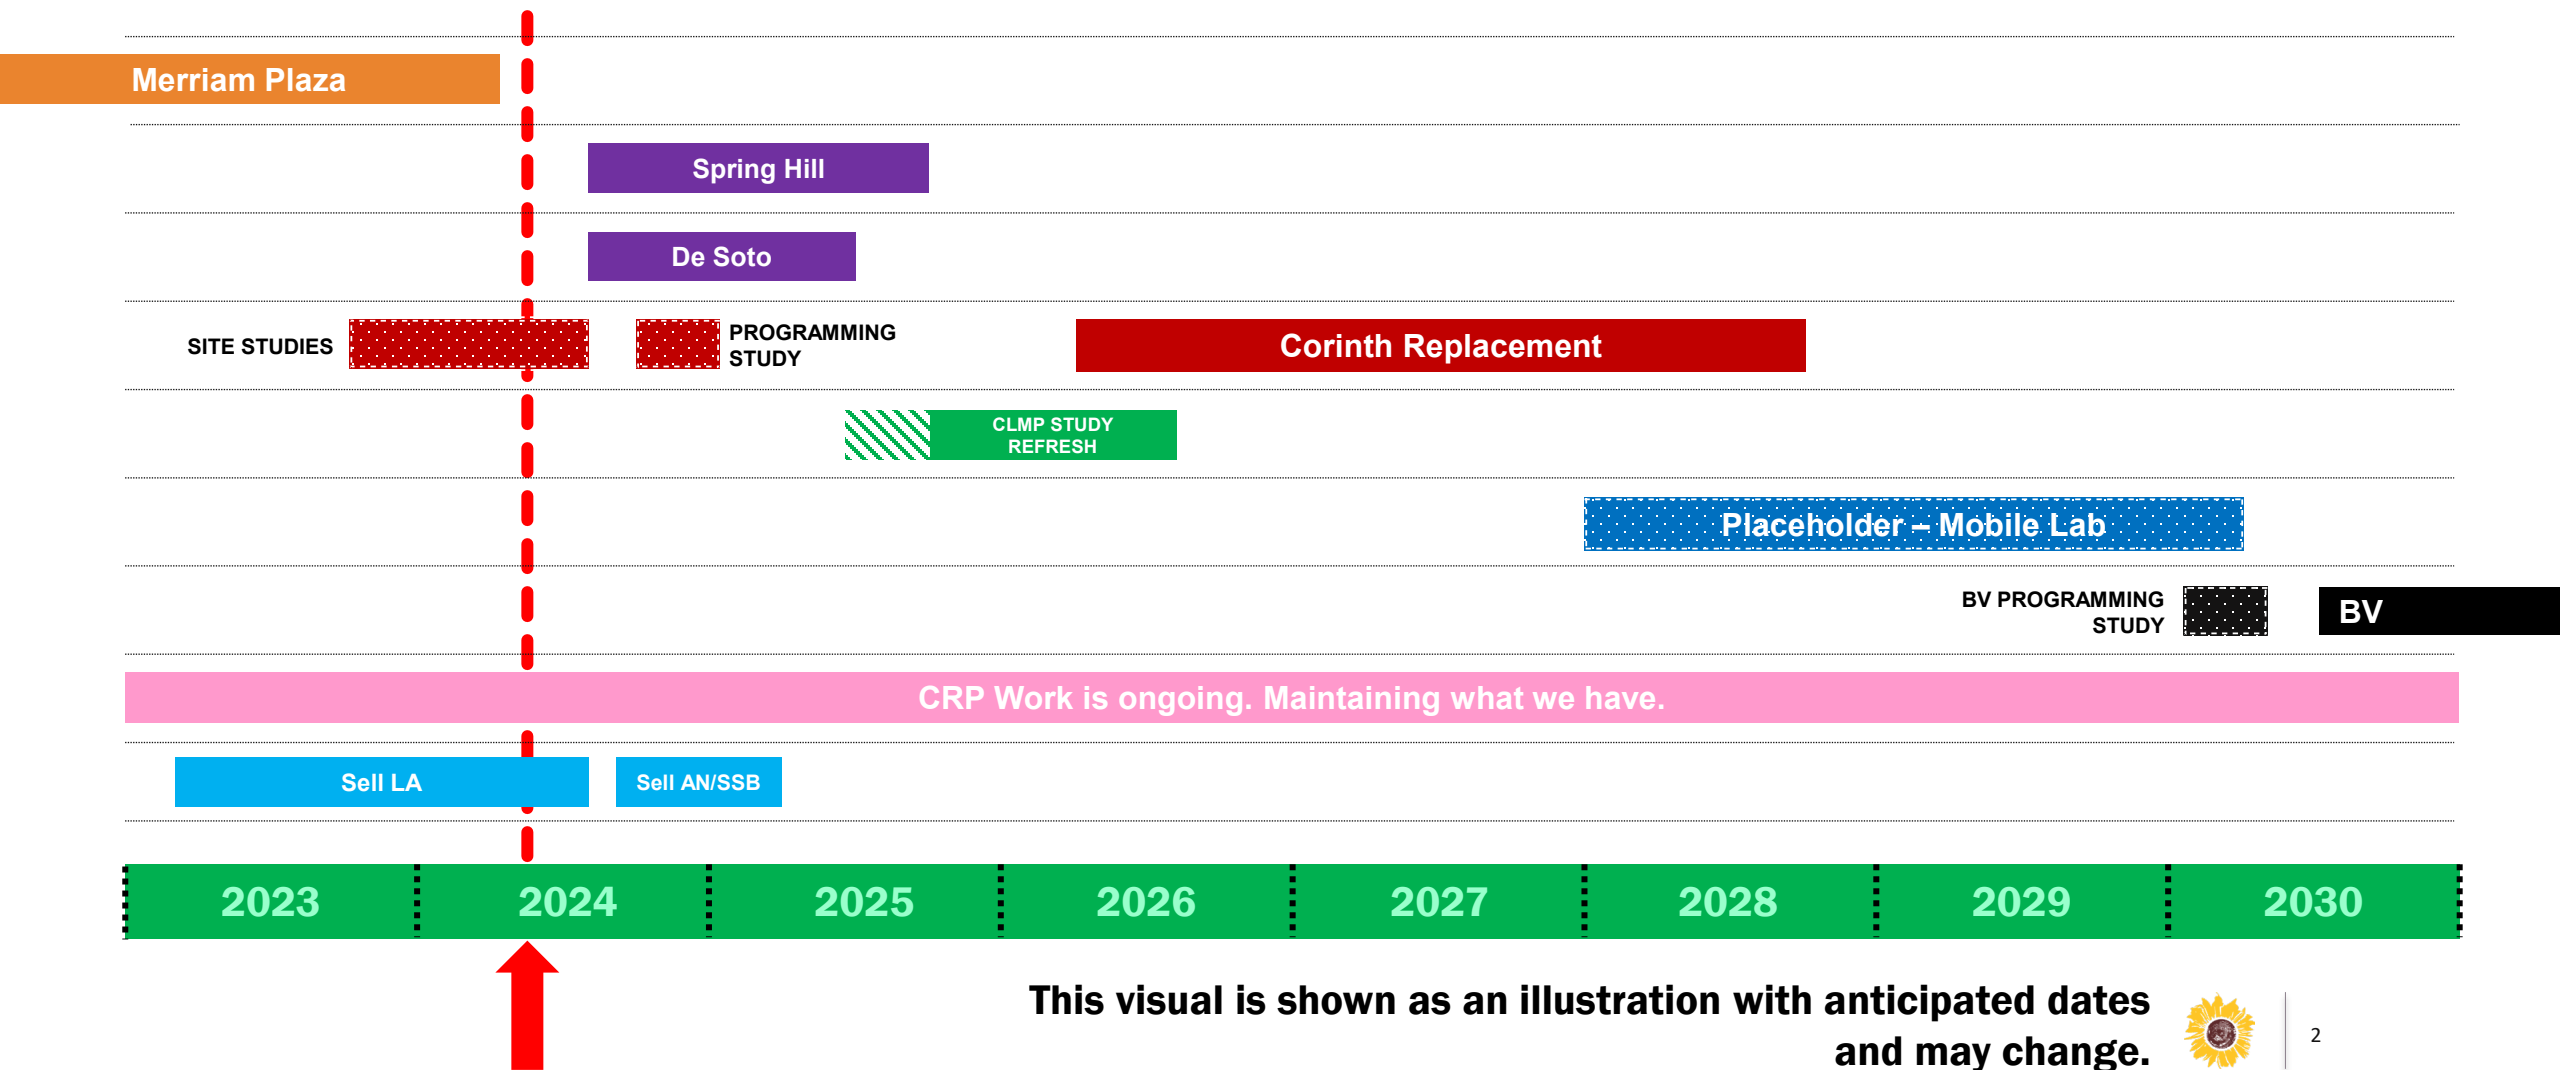 Merriam Plaza
Spring Hill
De Soto
SITE STUDIES
PROGRAMMING
STUDY
Corinth Replacement
CLMP STUDY
REFRESH
Placeholder – Mobile Lab
BV PROGRAMMING
STUDY
BV
CRP Work is ongoing. Maintaining what we have.
Sell LA
Sell AN/SSB
2023
2024
2025
2026
2027
2028
2029
2030
This visual is shown as an illustration with anticipated dates
and may change.
2